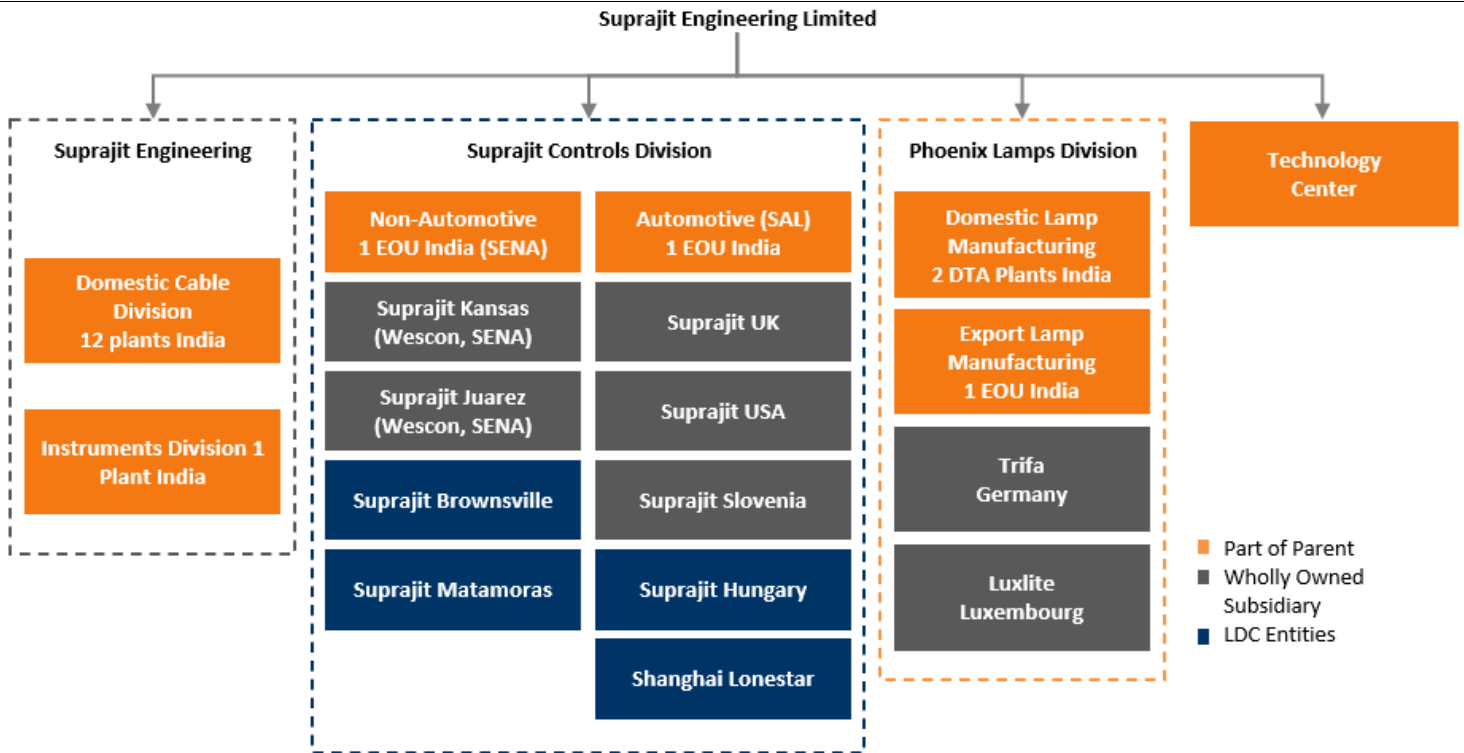 Suprajit Engineering Limited
Suprajit Engineering
Domestic Cable
Division
12 plants India
Instruments Division 1
Plant India
Suprajit Controls Division
Non-Automotive
1 EOU India (SENA)
Suprajit Kansas
(Wescon, SENA)
Suprajit Juarez
(Wescon, SENA)
Suprajit Brownsville
Suprajit Matamoras
Automotive (SAL)
1 EOU India
Suprajit UK
Suprajit USA
Suprajit Slovenia
Suprajit Hungary
Shanghai Lonestar
Phoenix Lamps Division
Domestic Lamp
Manufacturing
2 DTA Plants India
Export Lamp
Manufacturing
1 EOU India
Trifa
Germany
Luxlite
Luxembourg
Technology
Center
Part of Parent
Wholly Owned
Subsidiary
LDC Entities